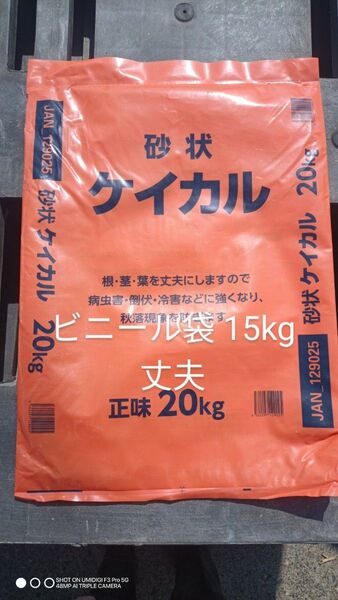 砂状
ケイカル
根・茎・葉を丈夫にしますので
病虫害・倒伏・冷害などに強くなり、
秋落現象を防ぎます
ビニール袋 15kg
丈夫
正味 20kg
JAN_129025
砂状 ケイカル
20kg
20kg
砂状 ケイカル
JAN_129025
SHOT ON UMIDIGI F3 Pro 5G
48MP AI TRIPLE CAMERA